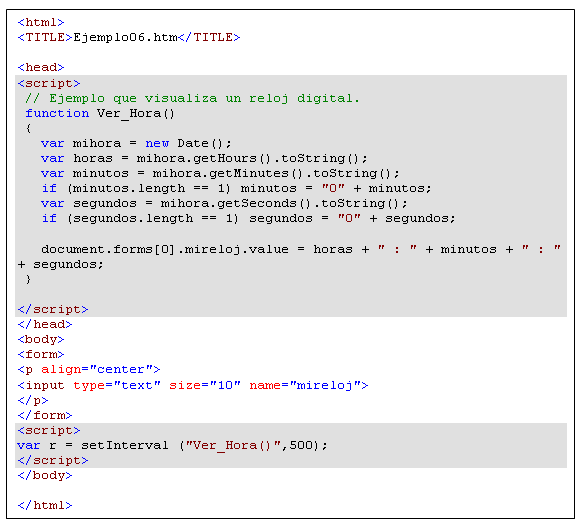 <html>
<TITLE>Ejemplo06.htm</TITLE>
<head>
<script>
// Ejemplo que visualiza un reloj digital.
function Ver_Hora()
{
var mihora = new Date();
var horas = mihora.getHours().toString();
var minutos = mihora.getMinutes().toString();
if (minutos.length == 1) minutos = "0" + minutos;
var segundos = mihora.getSeconds().toString();
if (segundos.length == 1) segundos = "0" + segundos;
document.forms[0].mireloj.value = horas + " : " + minutos + " : "
+ segundos;
}
</script>
</head>
<body>
<form>
<p align="center">
<input type="text" size="10" name="mireloj">
</p>
</form>
<script>
var r = setInterval ("Ver_Hora()",500);
</script>
</body>
</html>